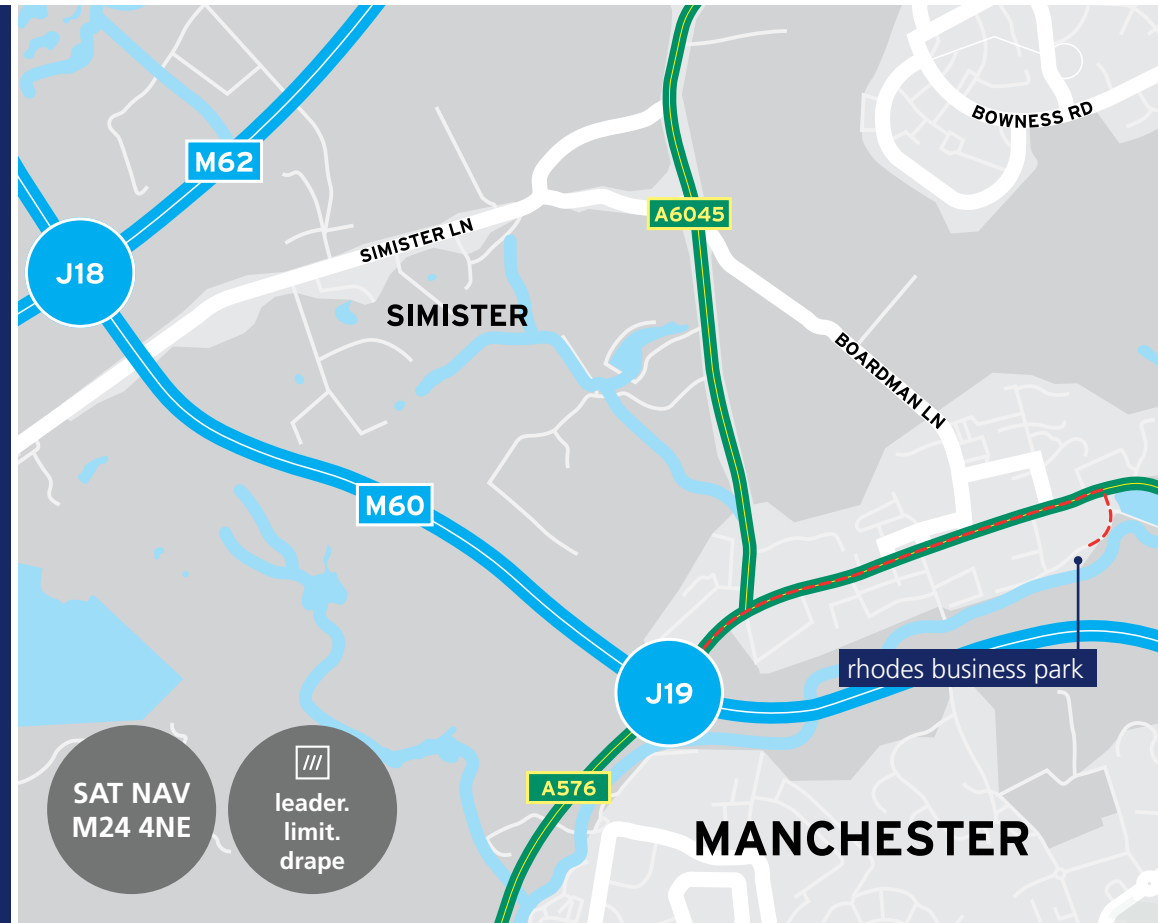 BOWNESS RD
M62
A6045
SIMISTER LN
J18
SIMISTER
BOARDMAN LN
M60
rhodes business park
J19
SAT NAV
M24 4NE
///
leader.
limit.
drape
A576
MANCHESTER